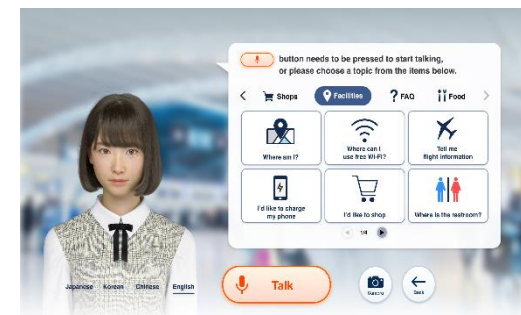 button needs to be pressed to start talking,
or please choose a topic from the items below.
Shops
Facilities
? FAQ
Food
Where am I?
Where can I
use free Wi-Fi?
Tell me
flight information
I'd like to charge
my phone
I'd like to shop
Where is the restroom?
1/4
Japanese Korean Chinese English
Talk
Back